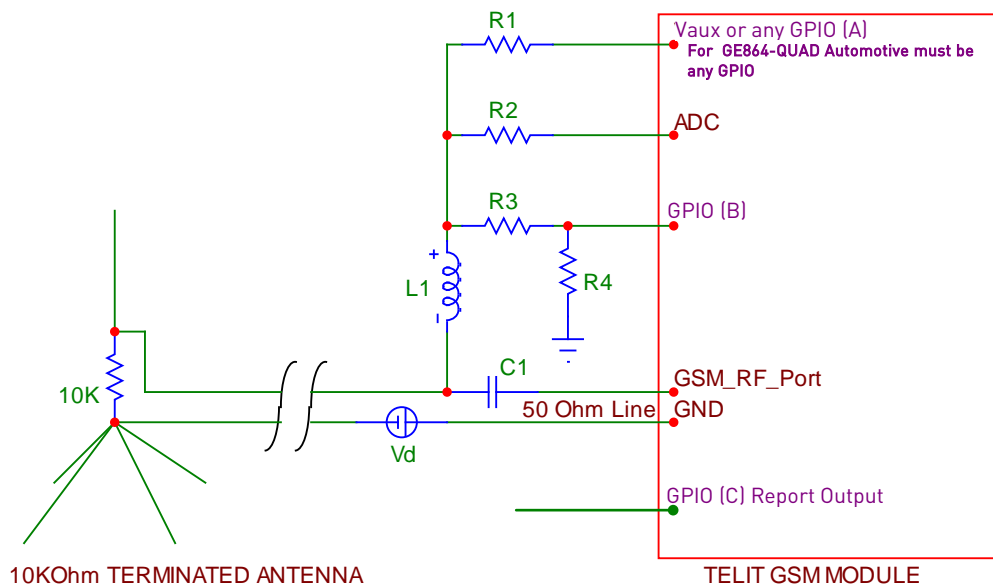 R1
Vaux or any GPIO (A)
For GE864-QUAD Automotive must be
any GPIO
R2
ADC
R3
GPIO (B)
+
L1
R4
-
10K
C1
GSM_RF_Port
50 Ohm Line
GND
Vd
GPIO (C) Report Output
10KOhm TERMINATED ANTENNA
TELIT GSM MODULE